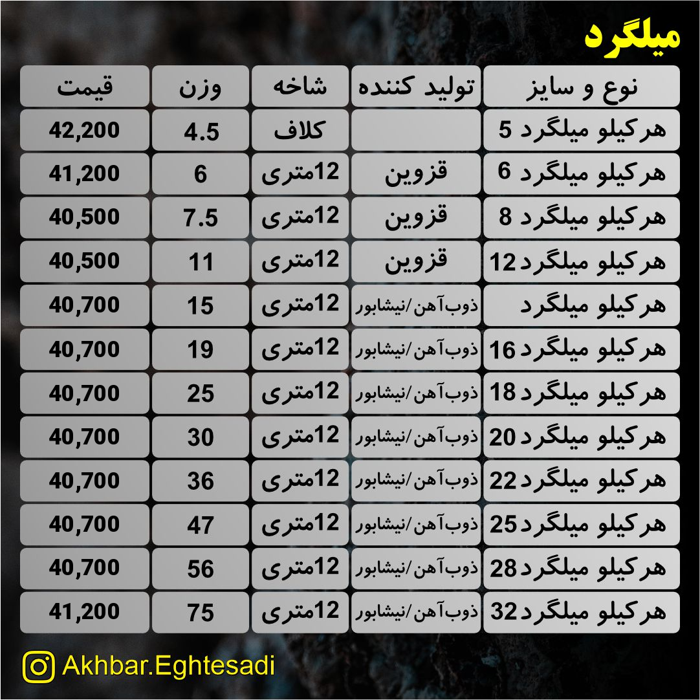 میلگرد
نوع و سایز تولید کننده شاخه وزن قیمت
هر کیلو میلگرد 5 کلاف 4.5 42,200
هر کیلو میلگرد 6 قزوین 12متری 6 41,200
هر کیلو میلگرد 8 قزوین 12متری 7.5 40,500
هر کیلو میلگرد 12 قزوین 12متری 11 40,500
هر کیلو میلگرد ذوب‌آهن/نیشابور 12متری 15 40,700
هر کیلو میلگرد 16 ذوب‌آهن/نیشابور 12متری 19 40,700
هر کیلو میلگرد 18 ذوب‌آهن/نیشابور 12متری 25 40,700
هر کیلو میلگرد 20 ذوب‌آهن/نیشابور 12متری 30 40,700
هر کیلو میلگرد 22 ذوب‌آهن/نیشابور 12متری 36 40,700
هر کیلو میلگرد 25 ذوب‌آهن/نیشابور 12متری 47 40,700
هر کیلو میلگرد 28 ذوب‌آهن/نیشابور 12متری 56 40,700
هر کیلو میلگرد 32 ذوب‌آهن/نیشابور 12متری 75 41,200
Akhbar.Eghtesadi